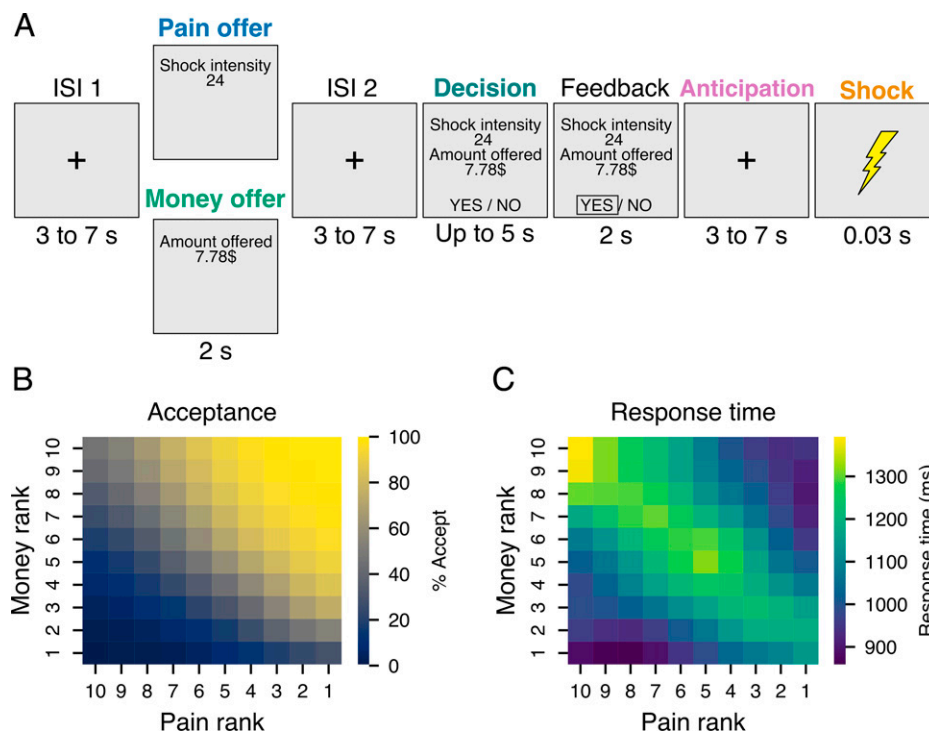 A
Pain offer
Shock intensity
24
Money offer
Amount offered
7.78$
2 s
ISI 1
+
3 to 7 s
ISI 2
+
3 to 7 s
Decision
Shock intensity
24
Amount offered
7.78$
YES / NO
Up to 5 s
Feedback
Shock intensity
24
Amount offered
7.78$
YES / NO
2 s
Anticipation
+
3 to 7 s
Shock
0.03 s
B
Acceptance
Money rank
10
9
8
7
6
5
4
3
2
1
10 9 8 7 6 5 4 3 2 1
Pain rank
100
80
60
40
20
0
% Accept
C
Response time
Money rank
10
9
8
7
6
5
4
3
2
1
10 9 8 7 6 5 4 3 2 1
Pain rank
1300
1200
1100
1000
900
Response time (ms)